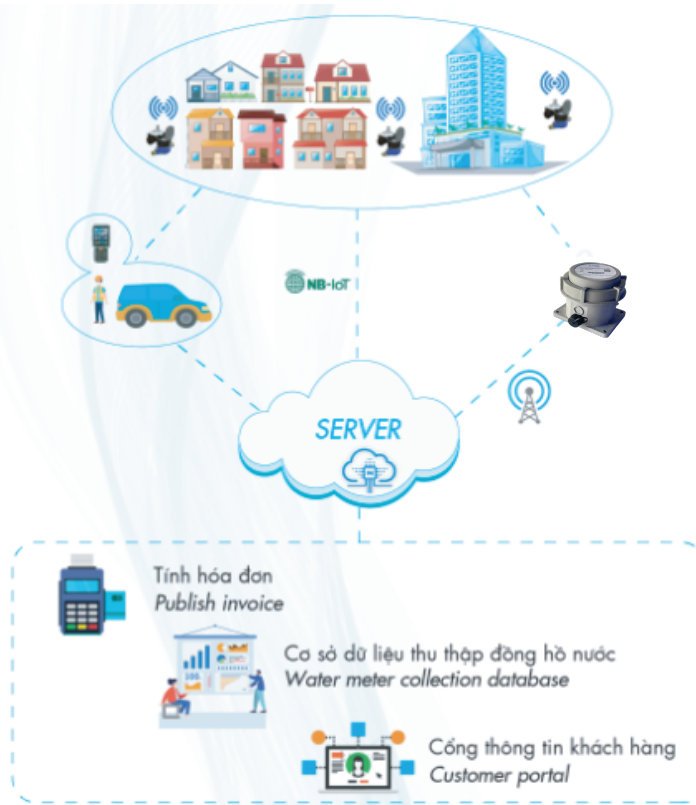 NB-IoT
SERVER
Tính hóa đơn
Publish invoice
Cơ sở dữ liệu thu thập đồng hồ nước
Water meter collection database
Cổng thông tin khách hàng
Customer portal